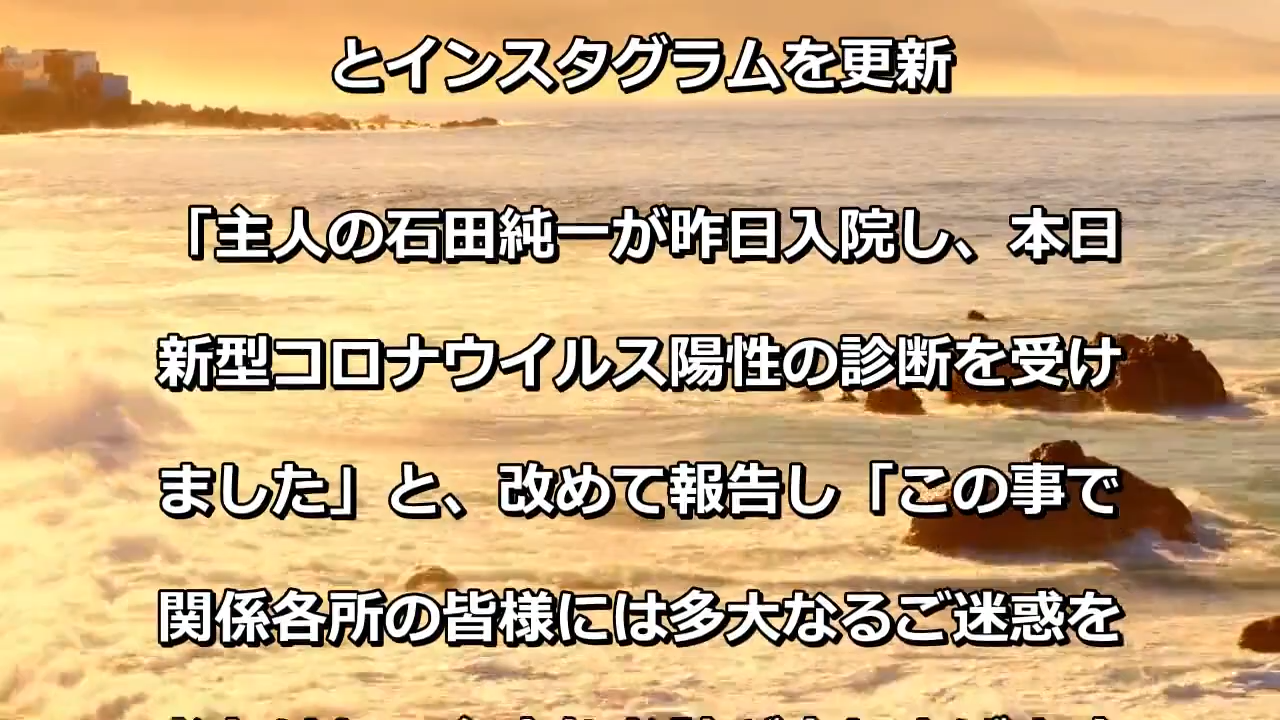 とインスタグラムを更新
「主人の石田純一が昨日入院し、本日
新型コロナウイルス陽性の診断を受け
ました」と、改めて報告し「この事で
関係各所の皆様には多大なるご迷惑を